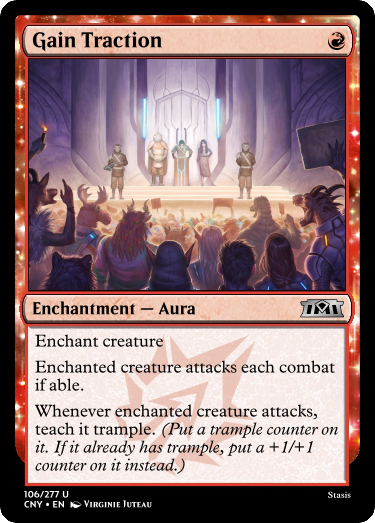 Gain Traction
Enchantment — Aura
Enchant creature
Enchanted creature attacks each combat
if able.
Whenever enchanted creature attacks,
teach it trample. (Put a trample counter on
it. If it already has trample, put a +1/+1
counter on it instead.)
106/277 U
Stasis
CNY • EN Virginie Juteau